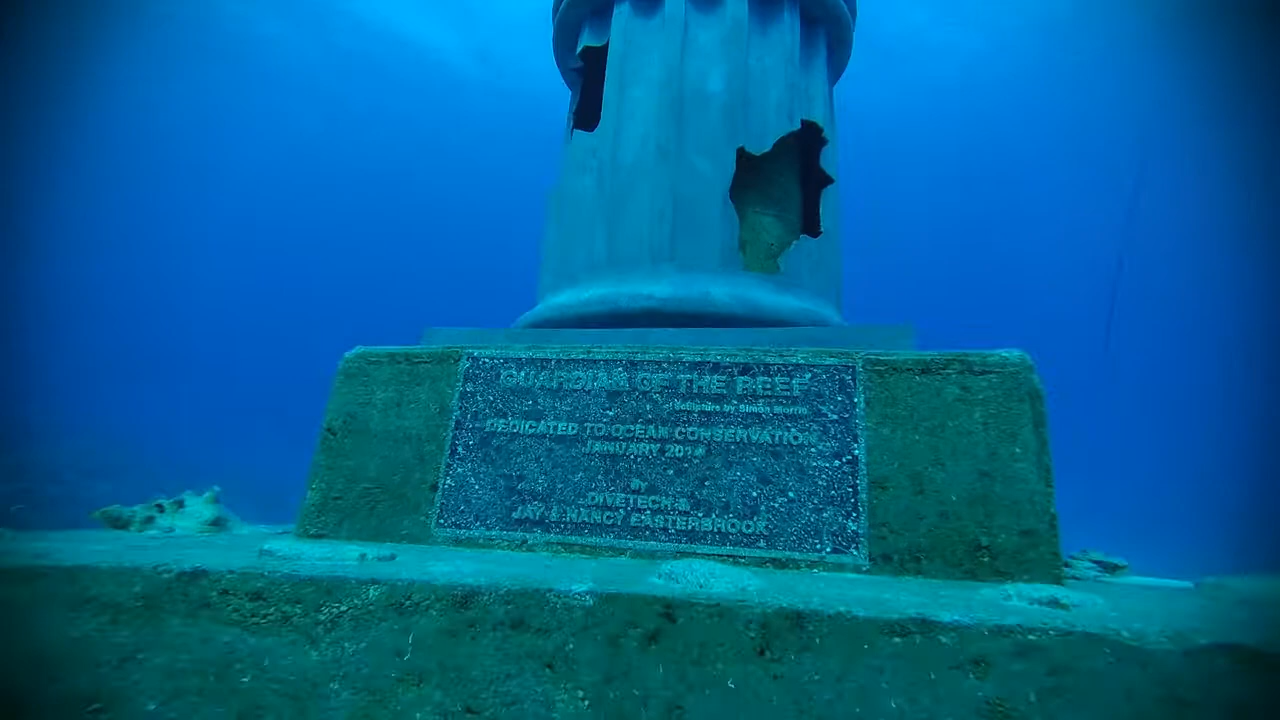 GUARDIAN OF THE REEF
Sculpture by Simon Morris
DEDICATED TO OCEAN CONSERVATION
JANUARY 2014
By
DIVETECH &
JAY & NANCY EASTERBROOK